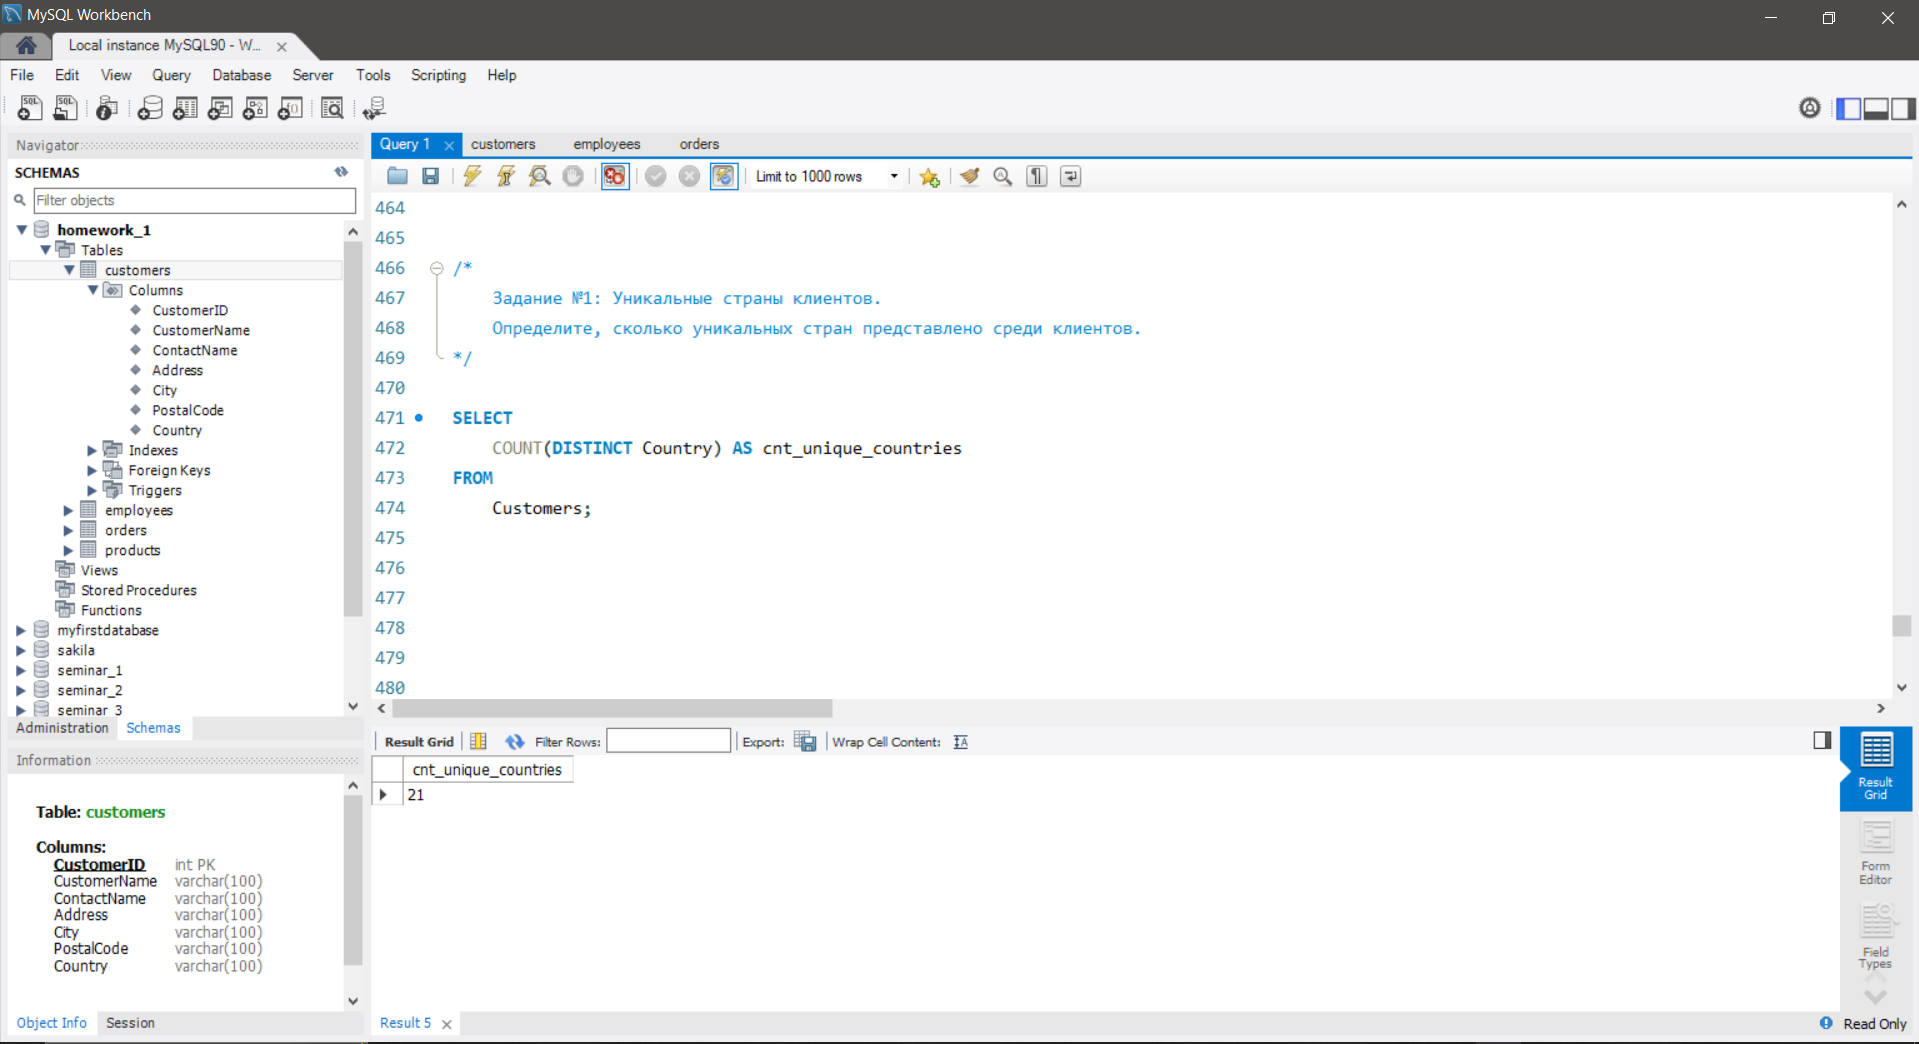 MySQL Workbench
Local instance MySQL90 - W...
File Edit View Query Database Server Tools Scripting Help
Navigator
SCHEMAS
Filter objects
homework_1
Tables
customers
Columns
CustomerID
CustomerName
ContactName
Address
City
PostalCode
Country
Indexes
Foreign Keys
Triggers
employees
orders
products
Views
Stored Procedures
Functions
myfirstdatabase
sakila
seminar_1
seminar_2
seminar_3
Administration Schemas
Information
Table: customers
Columns:
CustomerID int PK
CustomerName varchar(100)
ContactName varchar(100)
Address varchar(100)
City varchar(100)
PostalCode varchar(100)
Country varchar(100)
Object Info Session
Query 1 customers employees orders
Limit to 1000 rows
464
465
466 /*
467 Задание №1: Уникальные страны клиентов.
468 Определите, сколько уникальных стран представлено среди клиентов.
469 */
470
471 SELECT
472 COUNT(DISTINCT Country) AS cnt_unique_countries
473 FROM
474 Customers;
475
476
477
478
479
480
Result Grid Filter Rows: Export: Wrap Cell Content:
cnt_unique_countries
21
Result
Grid
Form
Editor
Field
Types
Result 5
Read Only